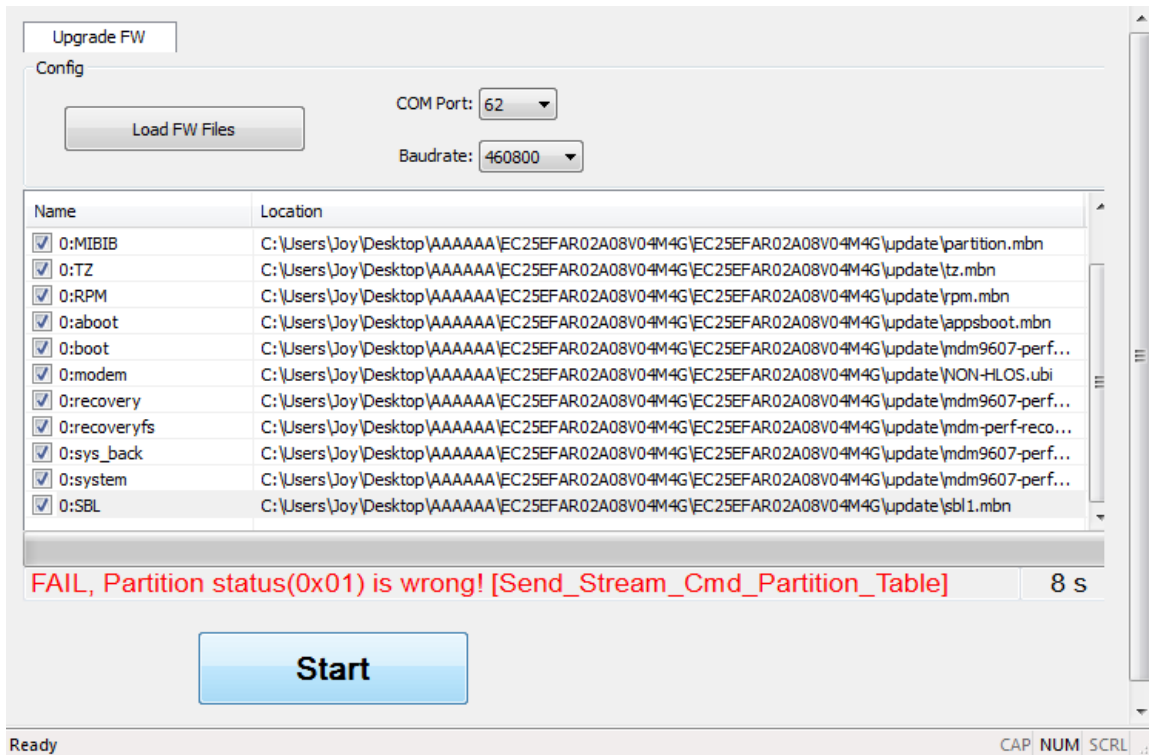 Upgrade FW
Config
Load FW Files
COM Port: 62
Baudrate: 460800
Name Location
0:MIBIB C:\Users\Joy\Desktop\AAAAAA\EC25EFAR02A08V04M4G\EC25EFAR02A08V04M4G\update\partition.mbn
0:TZ C:\Users\Joy\Desktop\AAAAAA\EC25EFAR02A08V04M4G\EC25EFAR02A08V04M4G\update\tz.mbn
0:RPM C:\Users\Joy\Desktop\AAAAAA\EC25EFAR02A08V04M4G\EC25EFAR02A08V04M4G\update\rpm.mbn
0:aboot C:\Users\Joy\Desktop\AAAAAA\EC25EFAR02A08V04M4G\EC25EFAR02A08V04M4G\update\appsboot.mbn
0:boot C:\Users\Joy\Desktop\AAAAAA\EC25EFAR02A08V04M4G\EC25EFAR02A08V04M4G\update\mdm9607-perf...
0:modem C:\Users\Joy\Desktop\AAAAAA\EC25EFAR02A08V04M4G\EC25EFAR02A08V04M4G\update\NON-HLOS.ubi
0:recovery C:\Users\Joy\Desktop\AAAAAA\EC25EFAR02A08V04M4G\EC25EFAR02A08V04M4G\update\mdm9607-perf...
0:recoveryfs C:\Users\Joy\Desktop\AAAAAA\EC25EFAR02A08V04M4G\EC25EFAR02A08V04M4G\update\mdm-perf-reco...
0:sys_back C:\Users\Joy\Desktop\AAAAAA\EC25EFAR02A08V04M4G\EC25EFAR02A08V04M4G\update\mdm9607-perf...
0:system C:\Users\Joy\Desktop\AAAAAA\EC25EFAR02A08V04M4G\EC25EFAR02A08V04M4G\update\mdm9607-perf...
0:SBL C:\Users\Joy\Desktop\AAAAAA\EC25EFAR02A08V04M4G\EC25EFAR02A08V04M4G\update\sbl1.mbn
FAIL, Partition status(0x01) is wrong! [Send_Stream_Cmd_Partition_Table] 8 s
Start
Ready CAP NUM SCRL